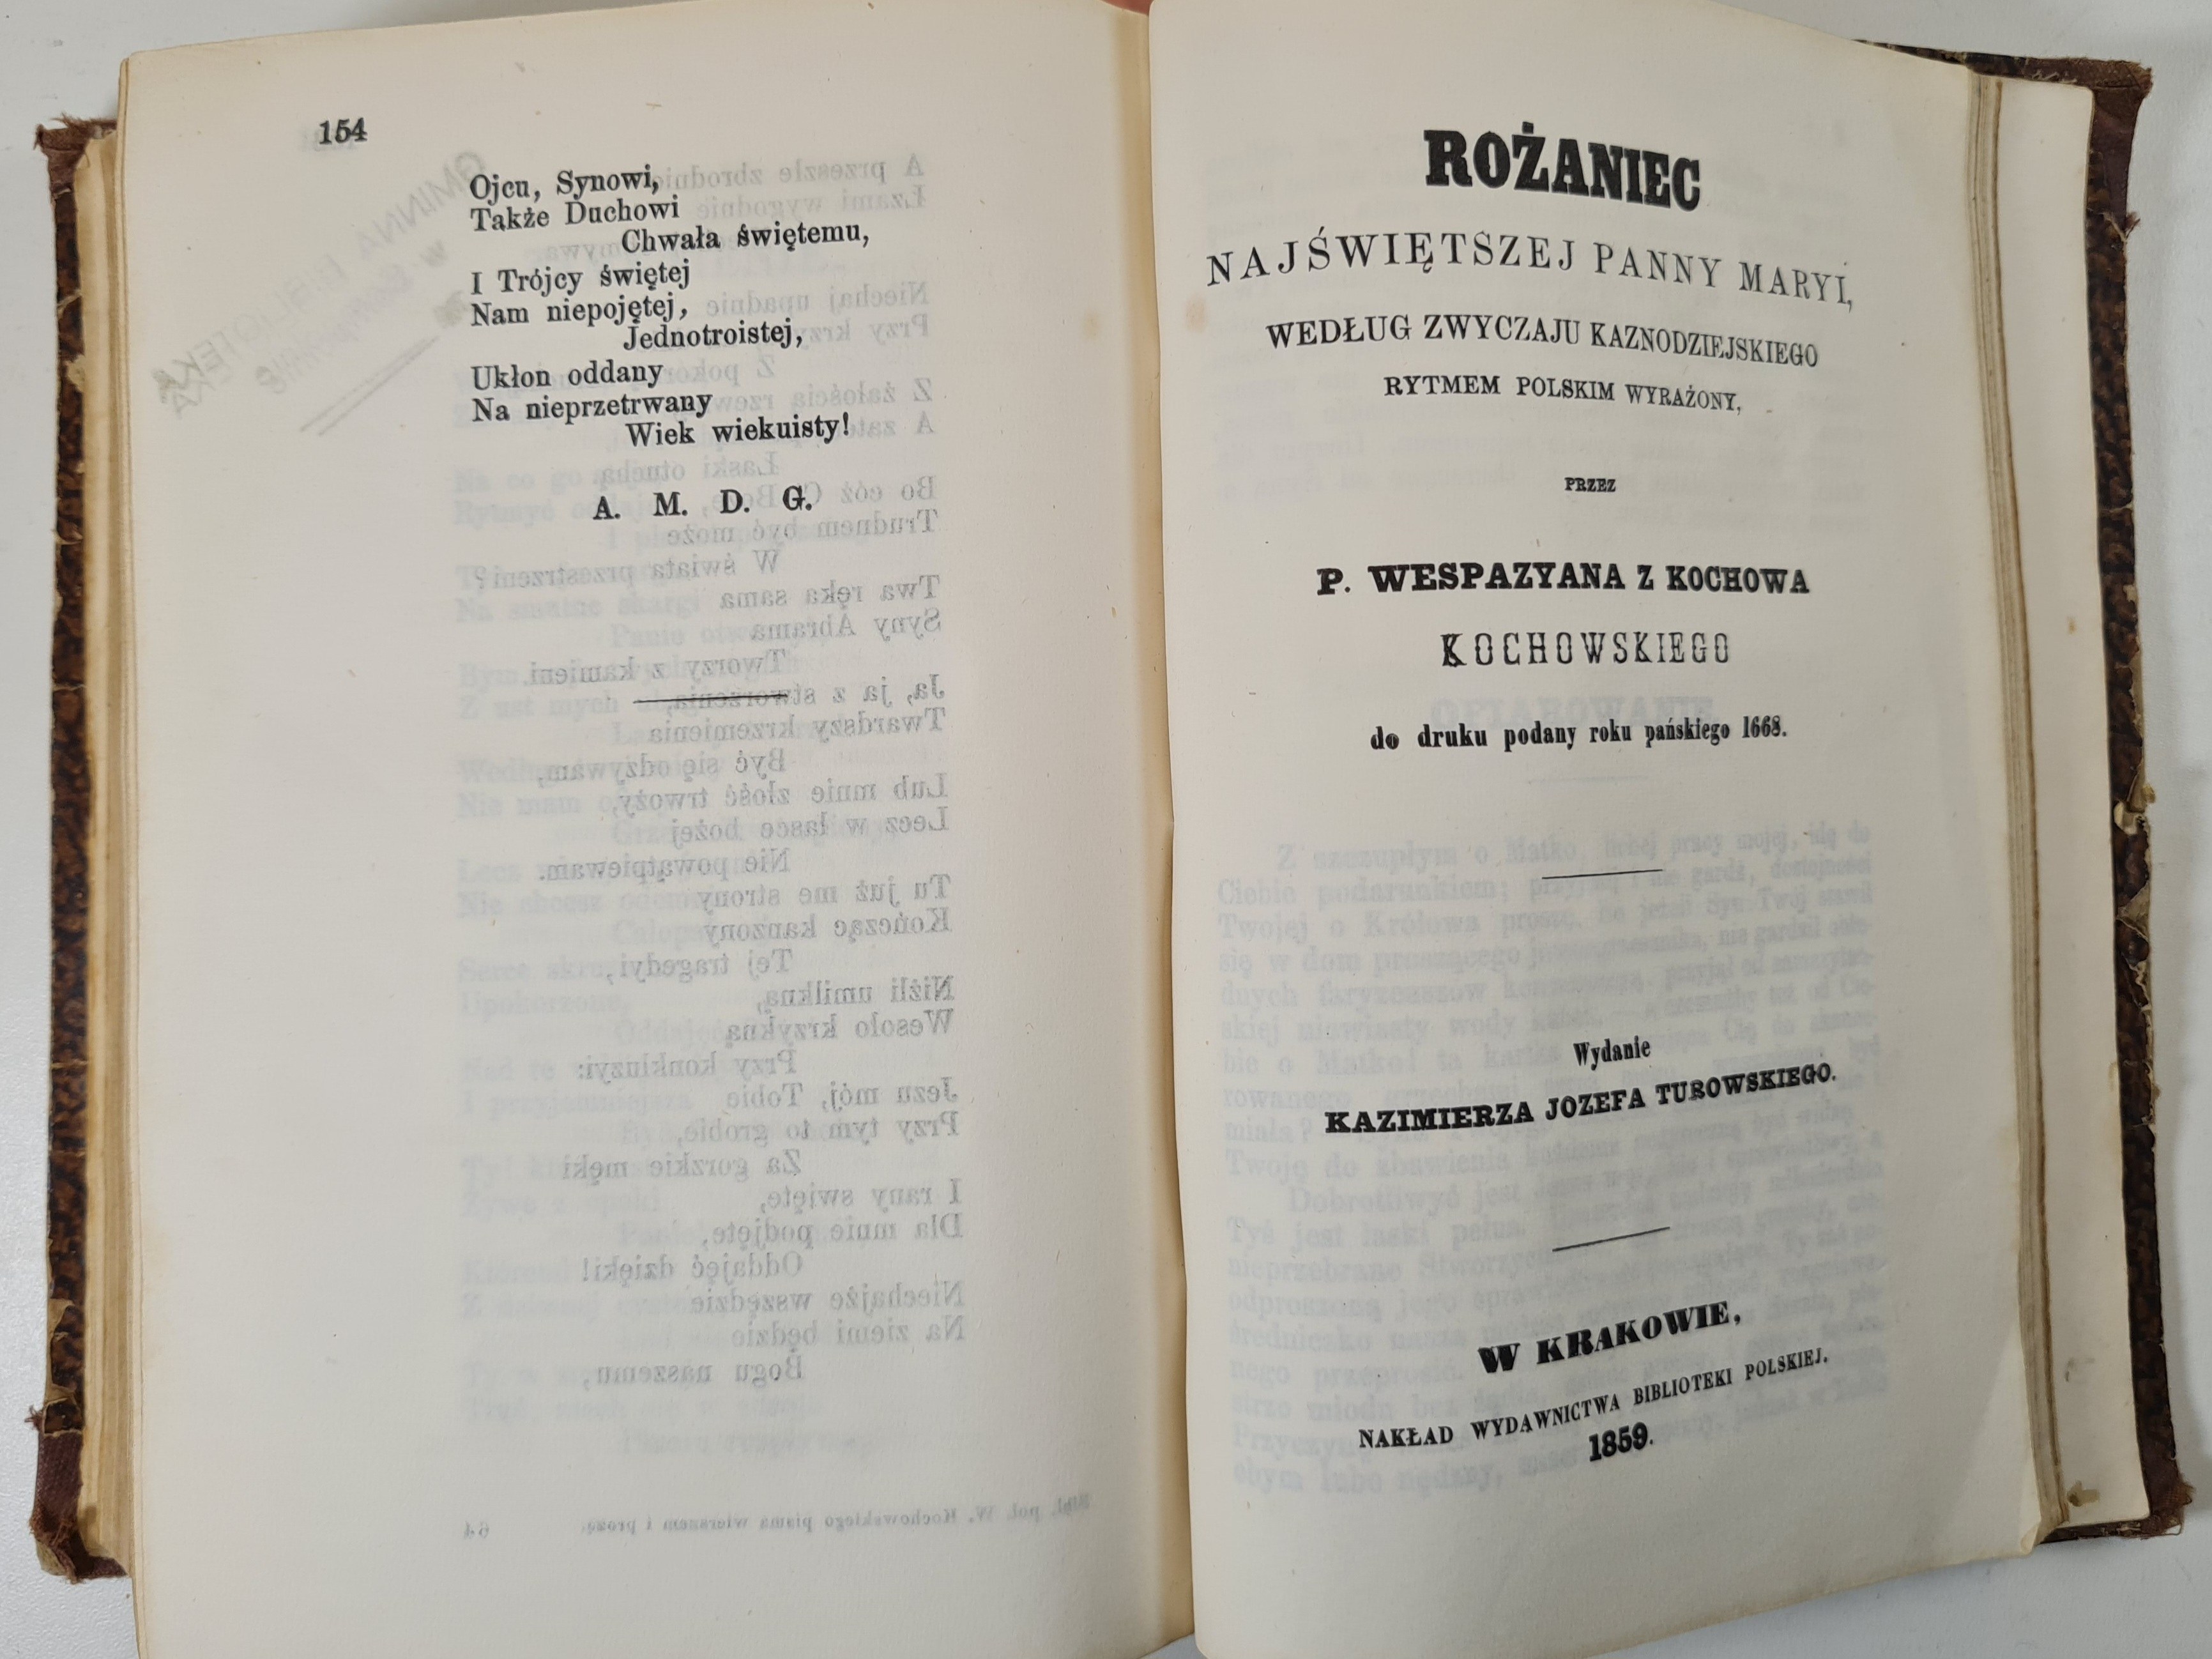 154
Ojcu, Synowi,
Także Duchowi
Chwała świętemu,
I Trójcy świętej
Nam niepojętej,
Jednotroistej,
Ukłon oddany
Na nieprzetrwany
Wiek wiekuisty!
A. M. D. G.
ROŻANIEC
NAJŚWIĘTSZEJ PANNY MARYI,
WEDŁUG ZWYCZAJU KAZNODZIEJSKIEGO
RYTMEM POLSKIM WYRAŻONY,
PRZEZ
P. WESPAZYANA Z KOCHOWA
KOCHOWSKIEGO
do druku podany roku pańskiego 1668.
Wydanie
KAZIMIERZA JOZEFA TUROWSKIEGO.
W KRAKOWIE,
NAKŁAD WYDAWNICTWA BIBLIOTEKI POLSKIEJ.
1859.